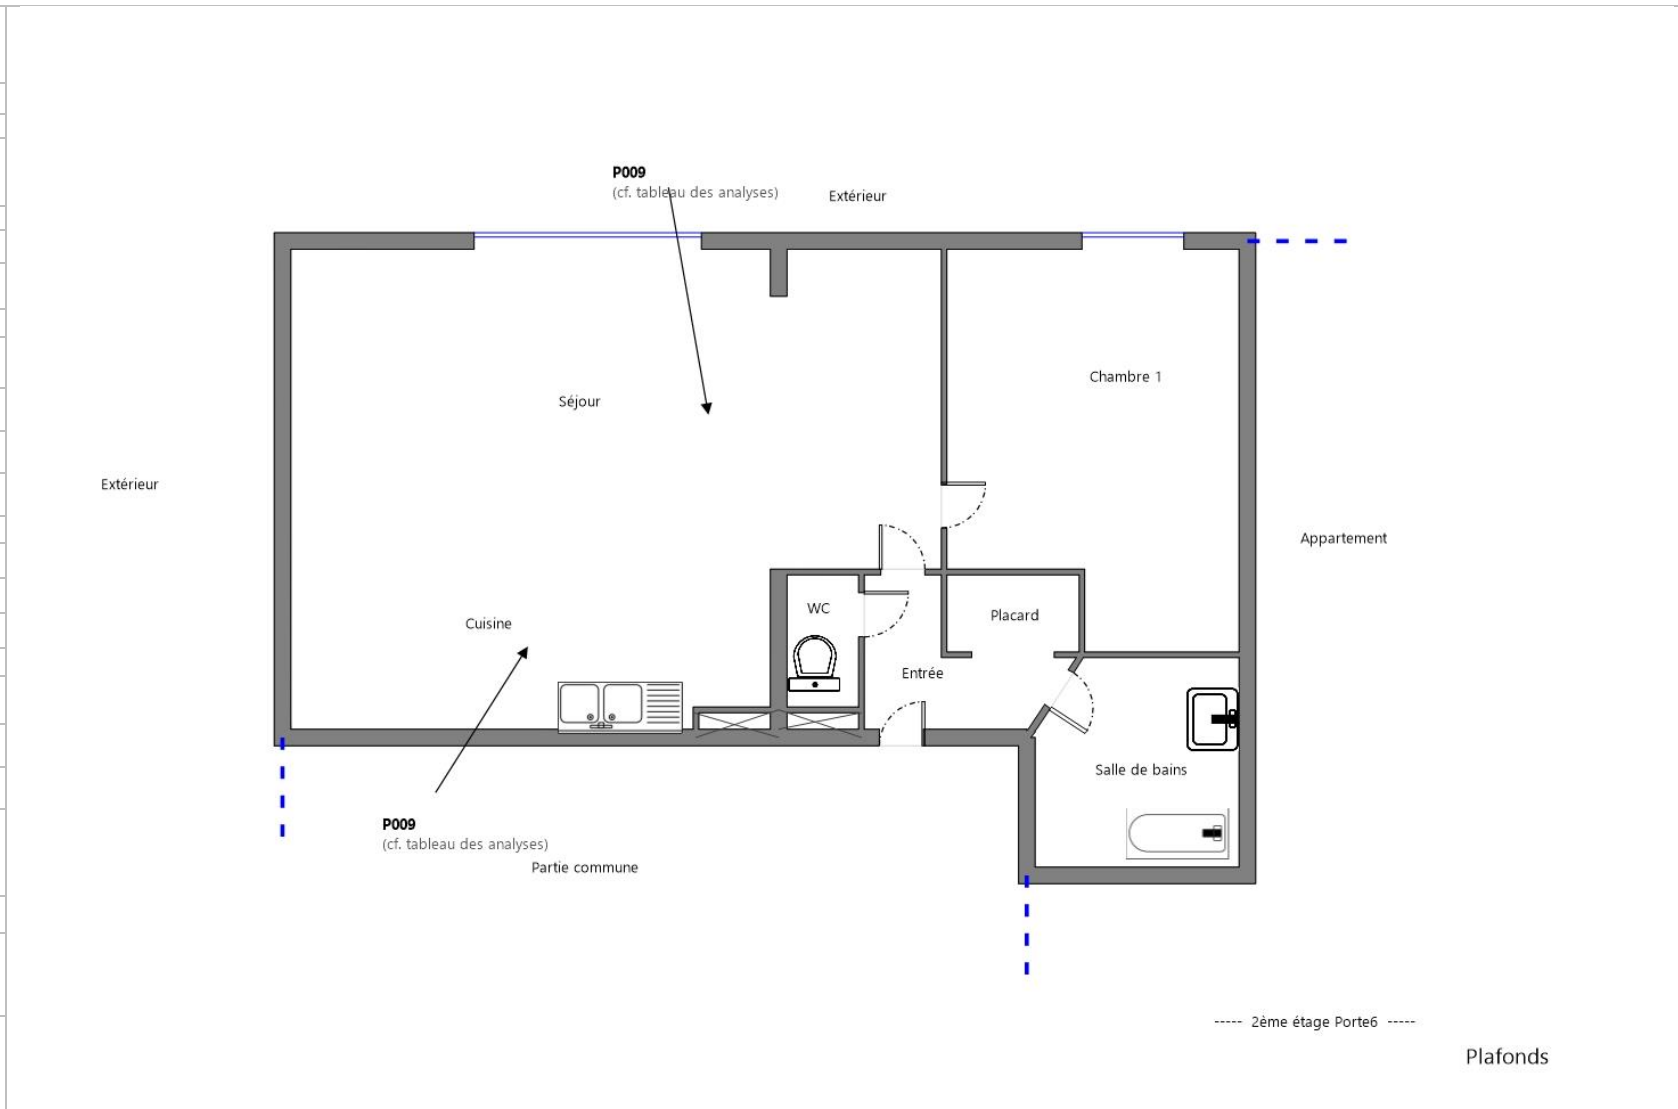 P009
(cf. tableau des analyses)
Extérieur
Chambre 1
Séjour
Extérieur
Appartement
WC
Placard
Cuisine
Entrée
Salle de bains
P009
(cf. tableau des analyses)
Partie commune
----- 2ème étage Porte6 -----
Plafonds